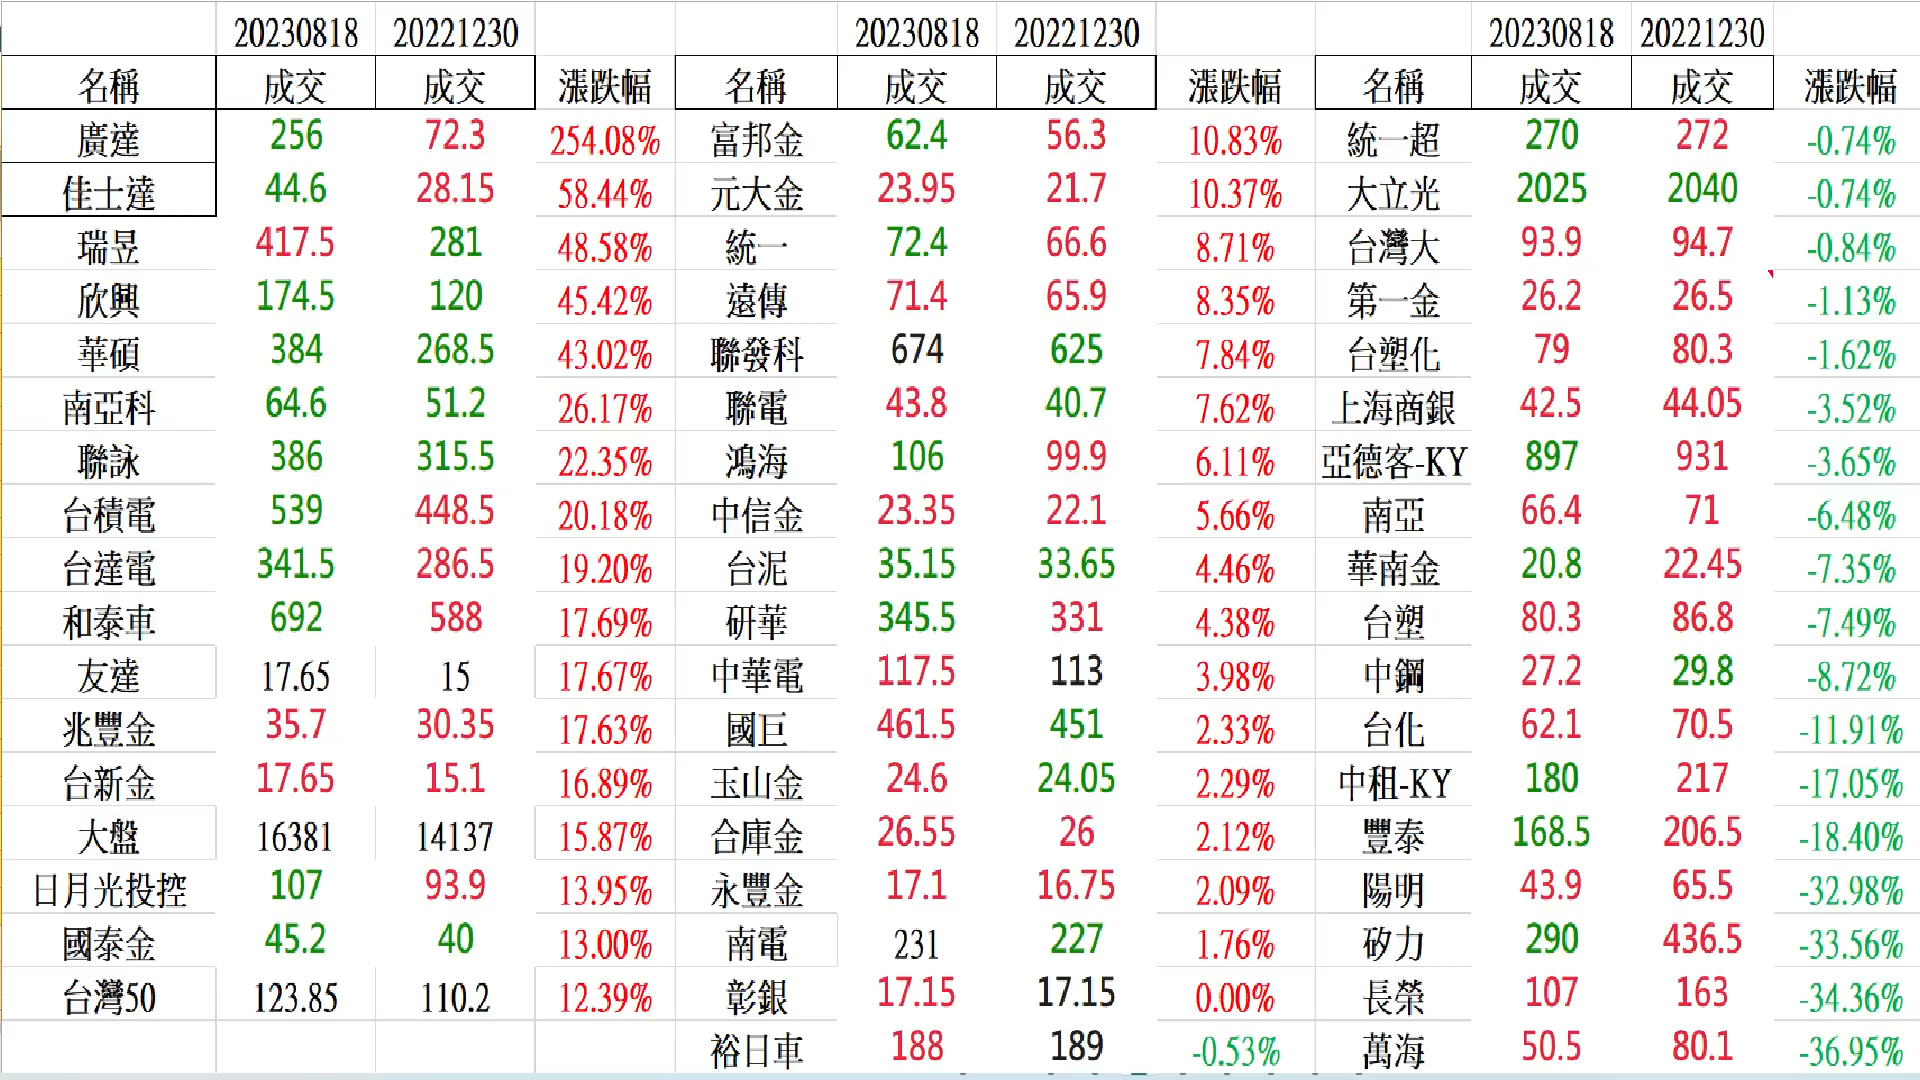 20230818 20221230 20230818 20221230 20230818 20221230
名稱 成交 成交 漲跌幅 名稱 成交 成交 漲跌幅 名稱 成交 成交 漲跌幅
廣達 256 72.3 254.08% 富邦金 62.4 56.3 10.83% 統一超 270 272 -0.74%
佳士達 44.6 28.15 58.44% 元大金 23.95 21.7 10.37% 大立光 2025 2040 -0.74%
瑞昱 417.5 281 48.58% 統一 72.4 66.6 8.71% 台灣大 93.9 94.7 -0.84%
欣興 174.5 120 45.42% 遠傳 71.4 65.9 8.35% 第一金 26.2 26.5 -1.13%
華碩 384 268.5 43.02% 聯發科 674 625 7.84% 台塑化 79 80.3 -1.62%
南亞科 64.6 51.2 26.17% 聯電 43.8 40.7 7.62% 上海商銀 42.5 44.05 -3.52%
聯詠 386 315.5 22.35% 鴻海 106 99.9 6.11% 亞德客-KY 897 931 -3.65%
台積電 539 448.5 20.18% 中信金 23.35 22.1 5.66% 南亞 66.4 71 -6.48%
台達電 341.5 286.5 19.20% 台泥 35.15 33.65 4.46% 華南金 20.8 22.45 -7.35%
和泰車 692 588 17.69% 研華 345.5 331 4.38% 台塑 80.3 86.8 -7.49%
友達 17.65 15 17.67% 中華電 117.5 113 3.98% 中鋼 27.2 29.8 -8.72%
兆豐金 35.7 30.35 17.63% 國巨 461.5 451 2.33% 台化 62.1 70.5 -11.91%
台新金 17.65 15.1 16.89% 玉山金 24.6 24.05 2.29% 中租-KY 180 217 -17.05%
大盤 16381 14137 15.87% 合庫金 26.55 26 2.12% 豐泰 168.5 206.5 -18.40%
日月光投控 107 93.9 13.95% 永豐金 17.1 16.75 2.09% 陽明 43.9 65.5 -32.98%
國泰金 45.2 40 13.00% 南電 231 227 1.76% 矽力 290 436.5 -33.56%
台灣50 123.85 110.2 12.39% 彰銀 17.15 17.15 0.00% 長榮 107 163 -34.36%
裕日車 188 189 -0.53% 萬海 50.5 80.1 -36.95%